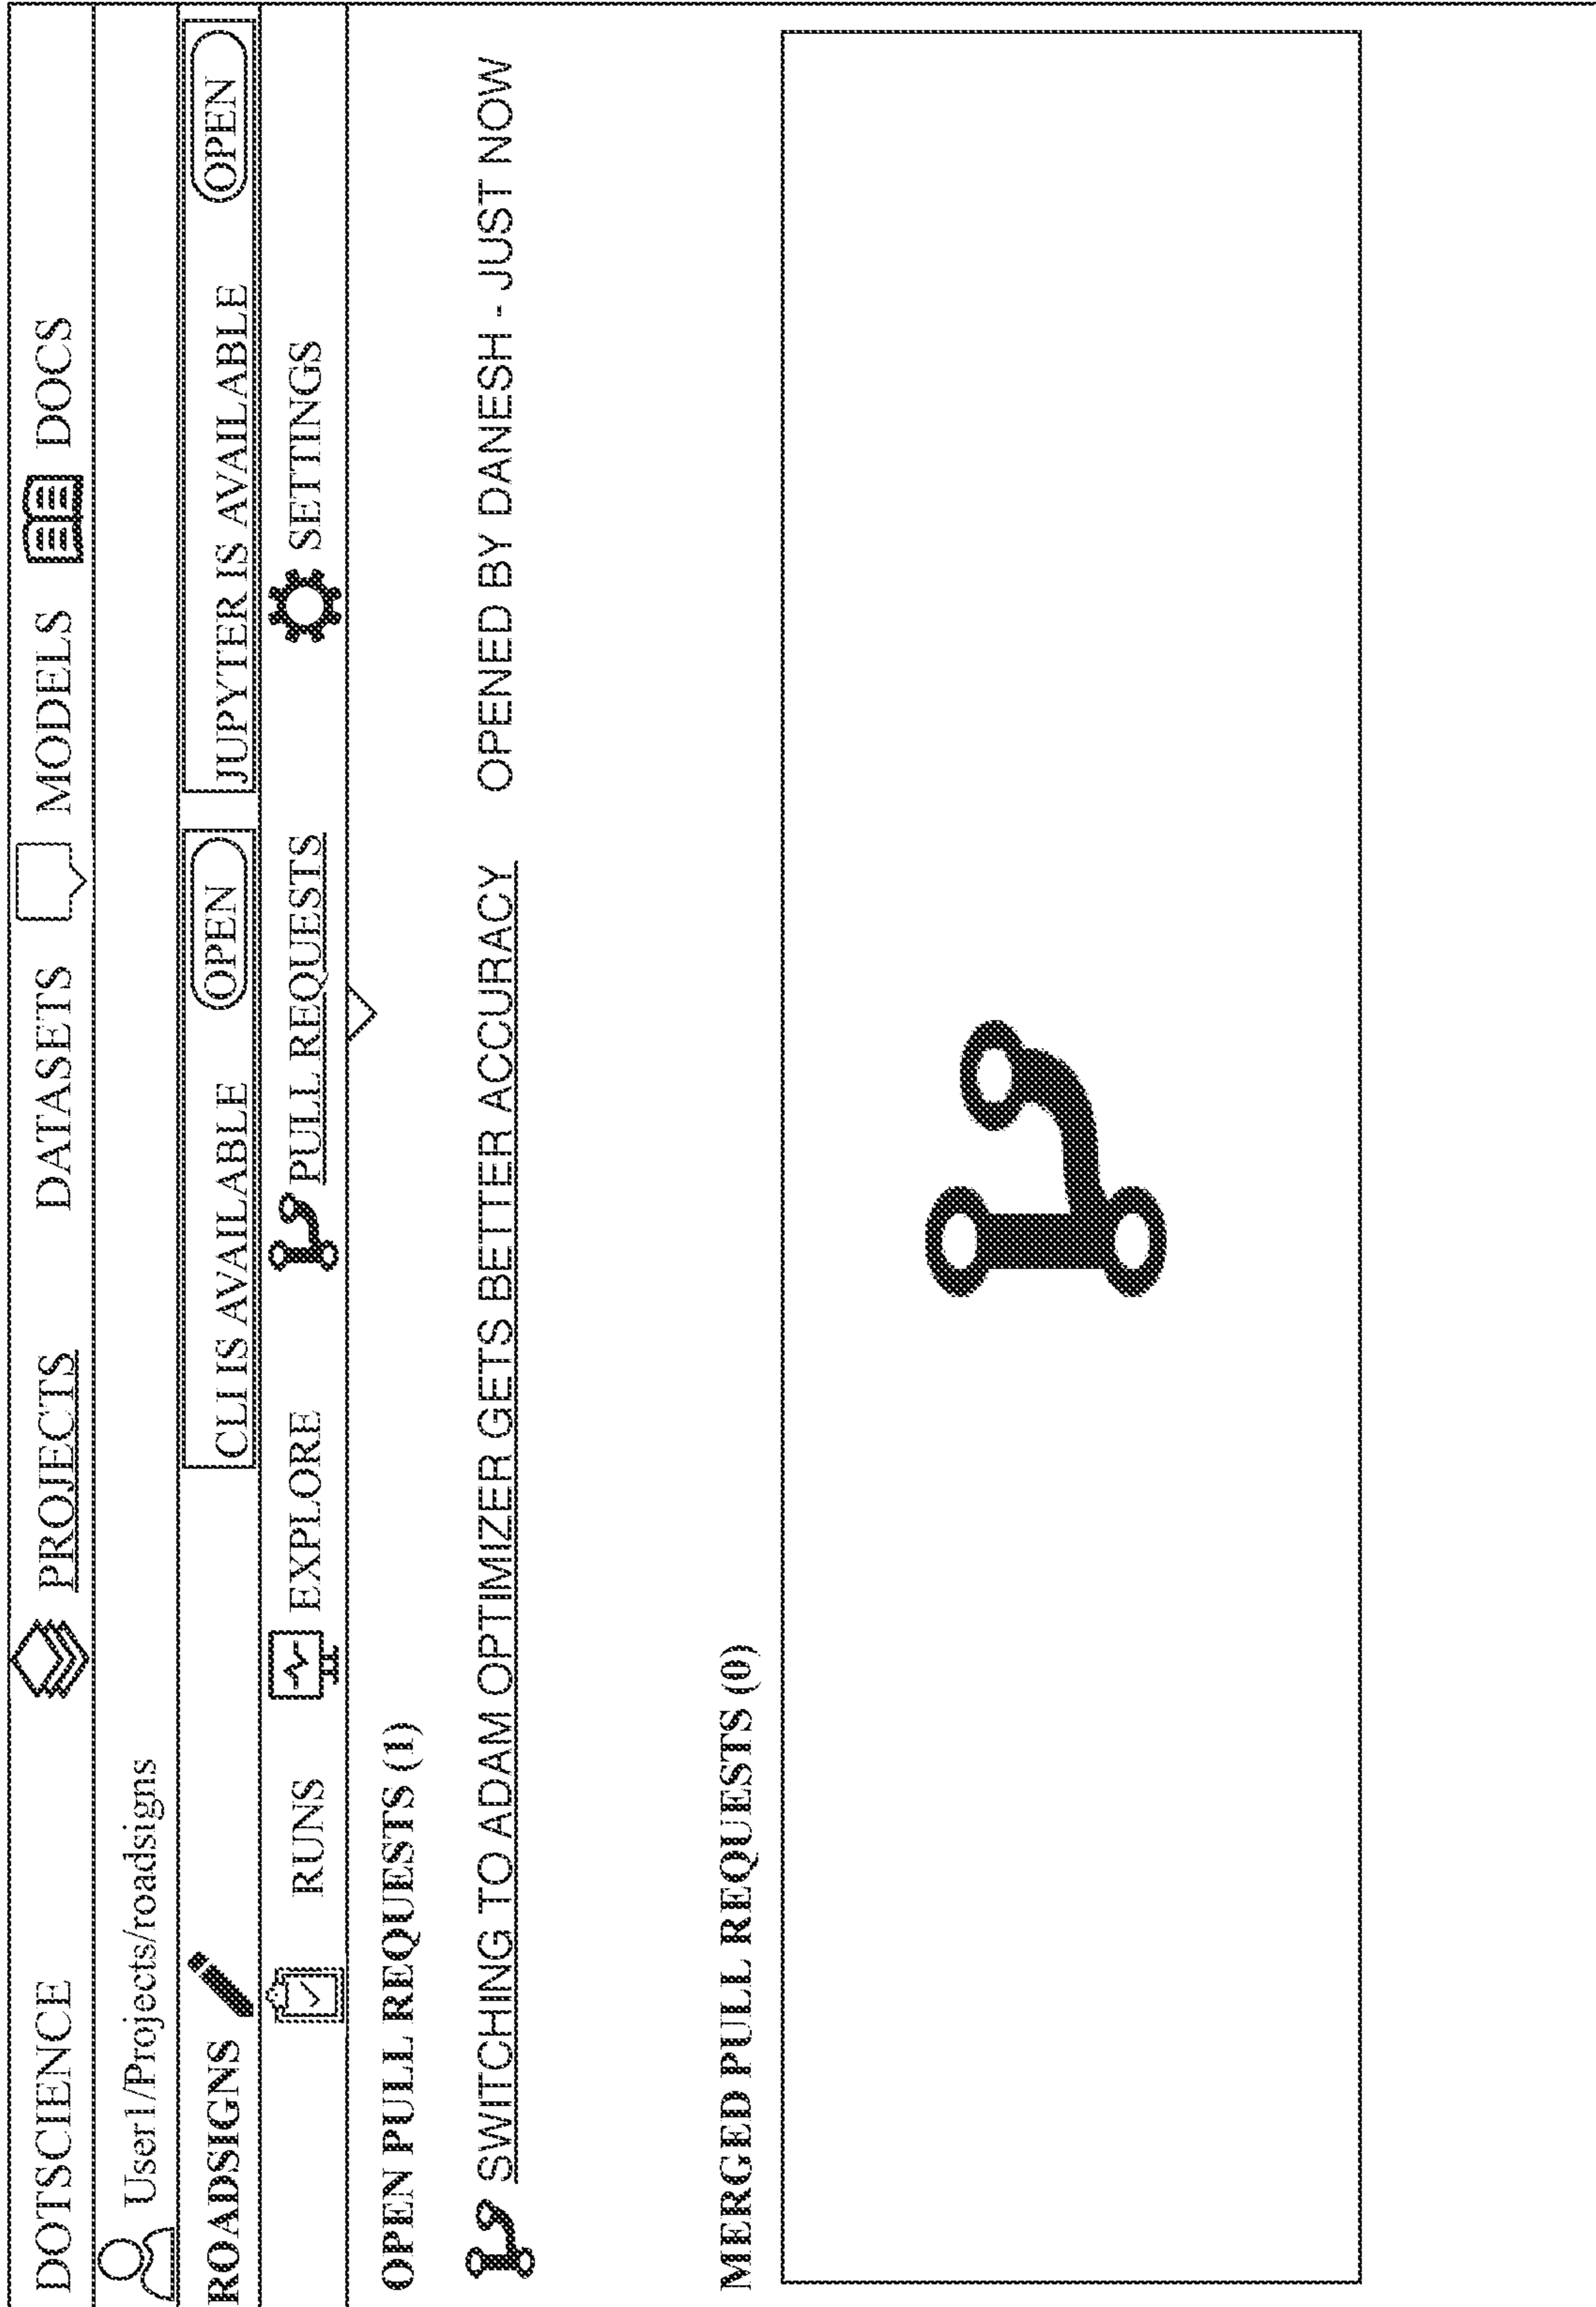 DOTSCIENCE PROJECTS DATASETS MODELS DOCS
User1/Projects/roadsigns
ROADSIGNS CLI IS AVAILABLE OPEN JUPYTER IS AVAILABLE OPEN
RUNS EXPLORE PULL REQUESTS SETTINGS
OPEN PULL REQUESTS (1)
SWITCHING TO ADAM OPTIMIZER GETS BETTER ACCURACY OPENED BY DANESH - JUST NOW
MERGED PULL REQUESTS (0)